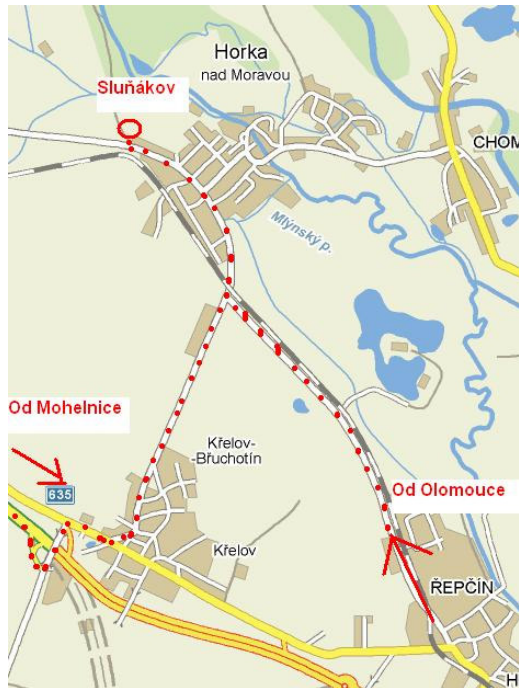 Horka
nad Moravou
Sluňákov
CHOM
Mlýnský p.
Od Mohelnice
Křelov-
-Břuchotín
635
Od Olomouce
Křelov
ŘEPČÍN
H